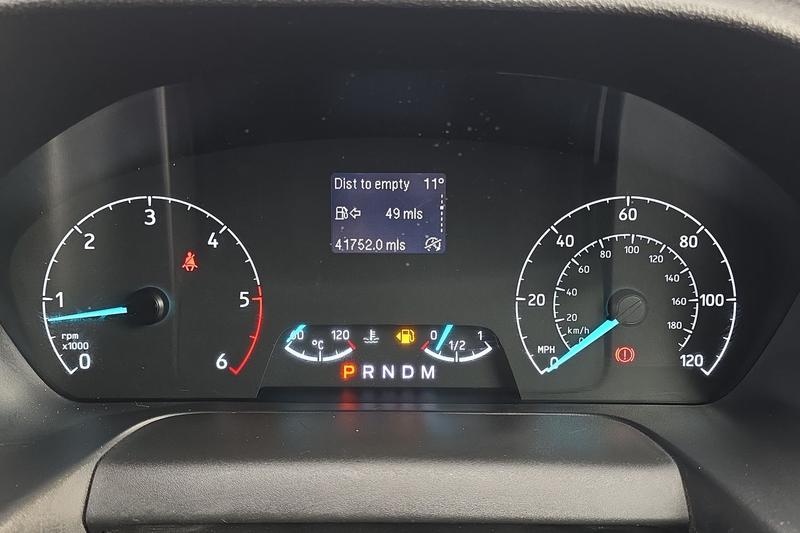 Dist to empty 11°
49 mls
41752.0 mls
0 1 2 3 4 5 6
rpm
x1000
60 120
°C
0 1/2 1
P R N D M
0 20 40 60 80 100 120
MPH
0 20 40 60 80 100 120 140 160 180
km/h